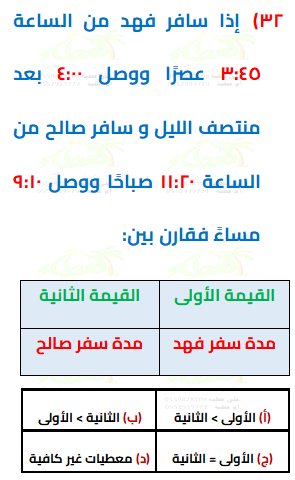 ٣٢) إذا سافر فهد من الساعة
٣:٤٥ عصرًا ووصل ٤:٠٠ بعد
منتصف الليل و سافر صالح من
الساعة ١١:٢٠ صباحًا ووصل ٩:١٠
مساءً فقارن بين:
القيمة الأولى القيمة الثانية
مدة سفر فهد مدة سفر صالح
(أ) الأولى > الثانية (ب) الثانية > الأولى
(ج) الأولى = الثانية (د) معطيات غير كافية